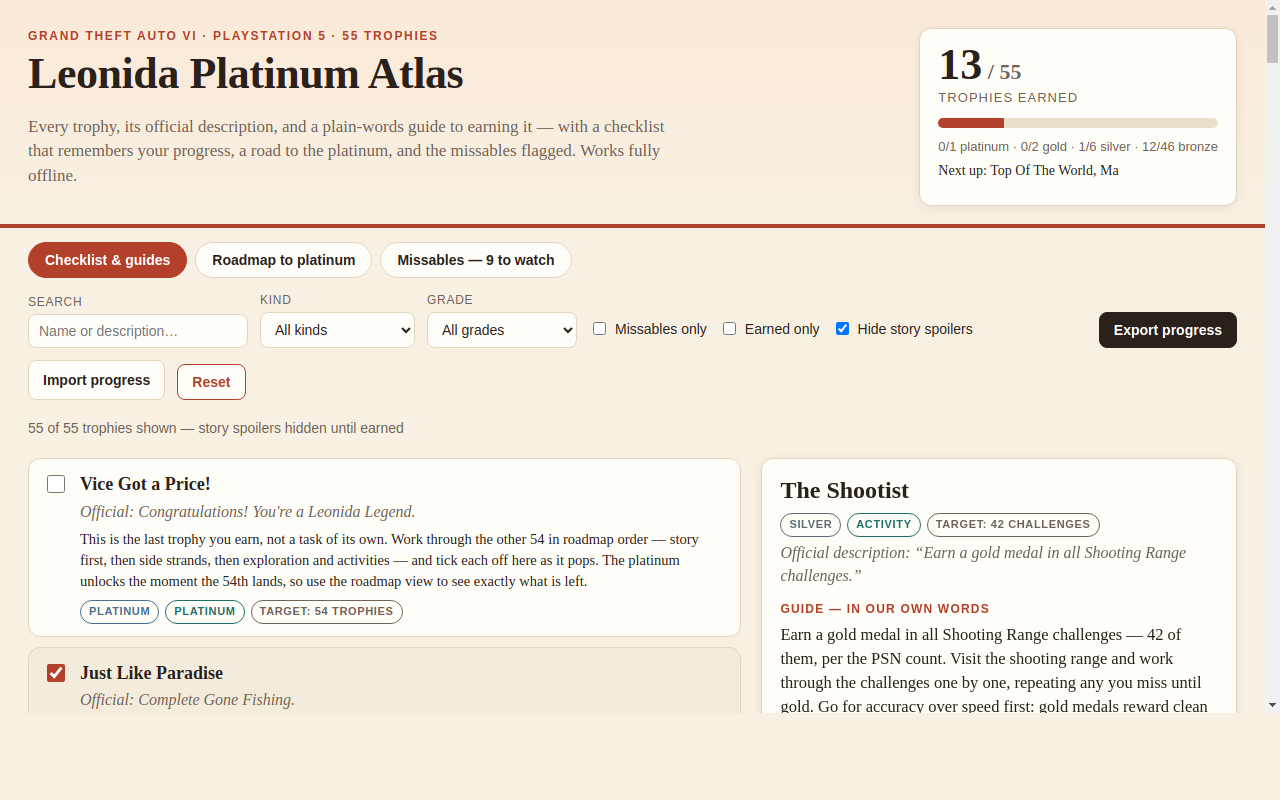 GRAND THEFT AUTO VI · PLAYSTATION 5 · 55 TROPHIES
Leonida Platinum Atlas
Every trophy, its official description, and a plain-words guide to earning it — with a checklist
that remembers your progress, a road to the platinum, and the missables flagged. Works fully
offline.
13 / 55
TROPHIES EARNED
0/1 platinum · 0/2 gold · 1/6 silver · 12/46 bronze
Next up: Top Of The World, Ma
Checklist & guides
Roadmap to platinum
Missables — 9 to watch
SEARCH
KIND
GRADE
Name or description…
All kinds
All grades
Missables only
Earned only
Hide story spoilers
Export progress
Import progress
Reset
55 of 55 trophies shown — story spoilers hidden until earned
Vice Got a Price!
Official: Congratulations! You're a Leonida Legend.
This is the last trophy you earn, not a task of its own. Work through the other 54 in roadmap order — story
first, then side strands, then exploration and activities — and tick each off here as it pops. The platinum
unlocks the moment the 54th lands, so use the roadmap view to see exactly what is left.
PLATINUM
PLATINUM
TARGET: 54 TROPHIES
Just Like Paradise
Official: Complete Gone Fishing.
The Shootist
SILVER
ACTIVITY
TARGET: 42 CHALLENGES
Official description: “Earn a gold medal in all Shooting Range
challenges.”
GUIDE — IN OUR OWN WORDS
Earn a gold medal in all Shooting Range challenges — 42 of
them, per the PSN count. Visit the shooting range and work
through the challenges one by one, repeating any you miss until
gold. Go for accuracy over speed first: gold medals reward clean